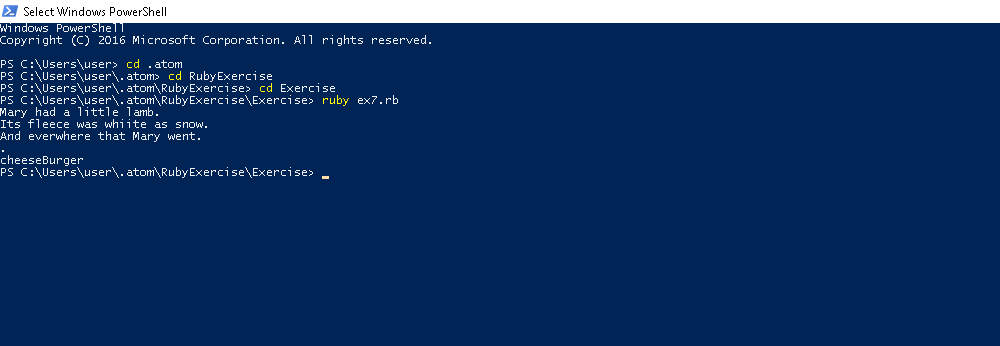 Select Windows PowerShell
Windows PowerShell
Copyright (C) 2016 Microsoft Corporation. All rights reserved.
PS C:\Users\user> cd .atom
PS C:\Users\user\.atom> cd RubyExercise
PS C:\Users\user\.atom\RubyExercise> cd Exercise
PS C:\Users\user\.atom\RubyExercise\Exercise> ruby ex7.rb
Mary had a little lamb.
Its fleece was whiite as snow.
And everwhere that Mary went.
.
cheeseBurger
PS C:\Users\user\.atom\RubyExercise\Exercise>